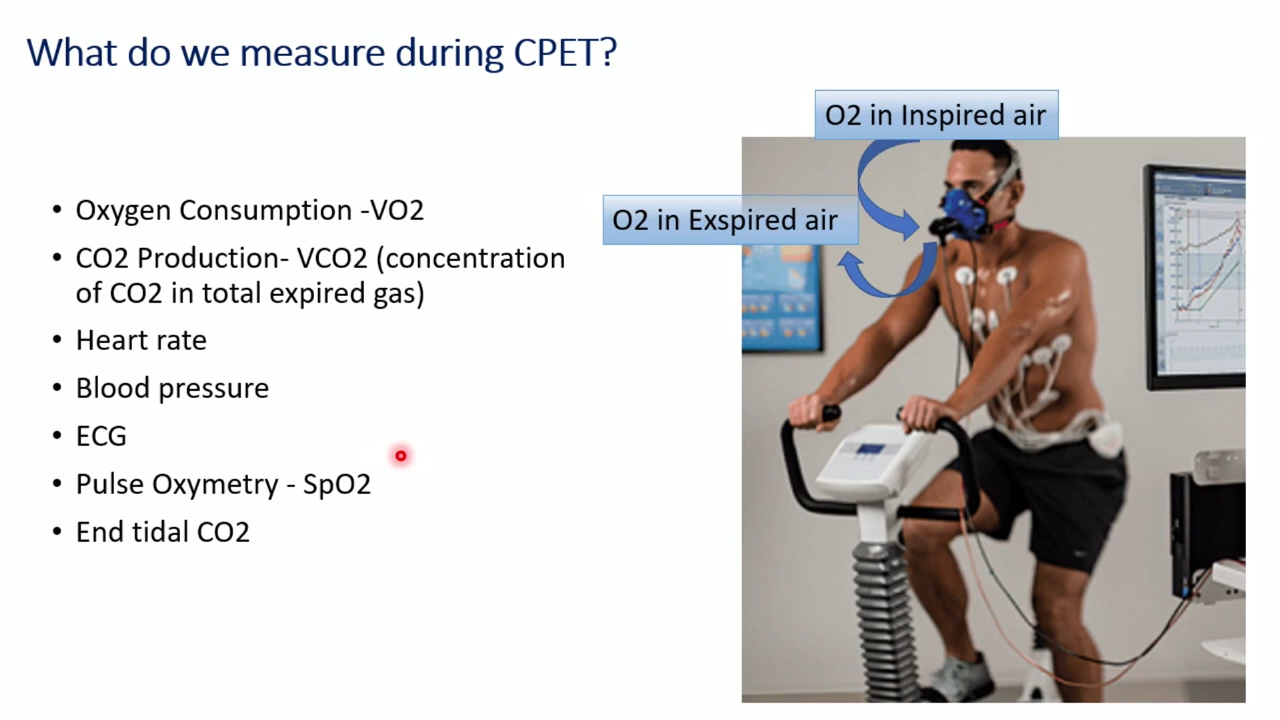 What do we measure during CPET?
O2 in Inspired air
O2 in Exspired air
• Oxygen Consumption -VO2
• CO2 Production- VCO2 (concentration
of CO2 in total expired gas)
• Heart rate
• Blood pressure
• ECG
• Pulse Oxymetry - SpO2
• End tidal CO2